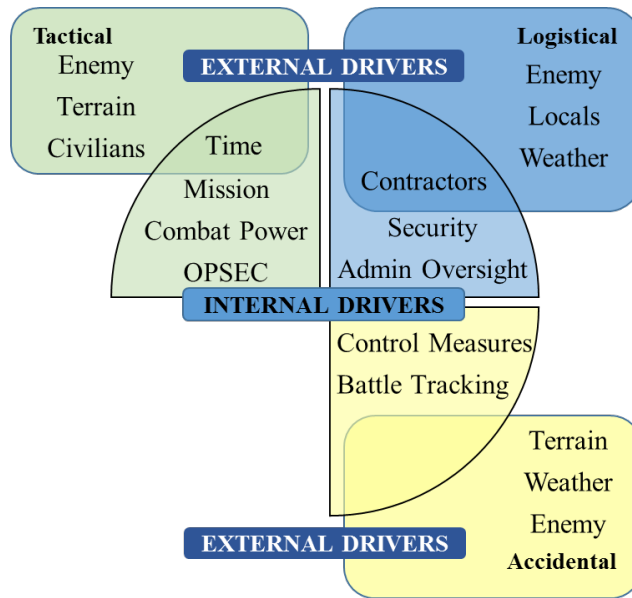 Tactical
Enemy
Terrain
Civilians
EXTERNAL DRIVERS
Logistical
Enemy
Locals
Weather
Time
Mission
Combat Power
OPSEC
Contractors
Security
Admin Oversight
INTERNAL DRIVERS
Control Measures
Battle Tracking
Terrain
Weather
Enemy
Accidental
EXTERNAL DRIVERS